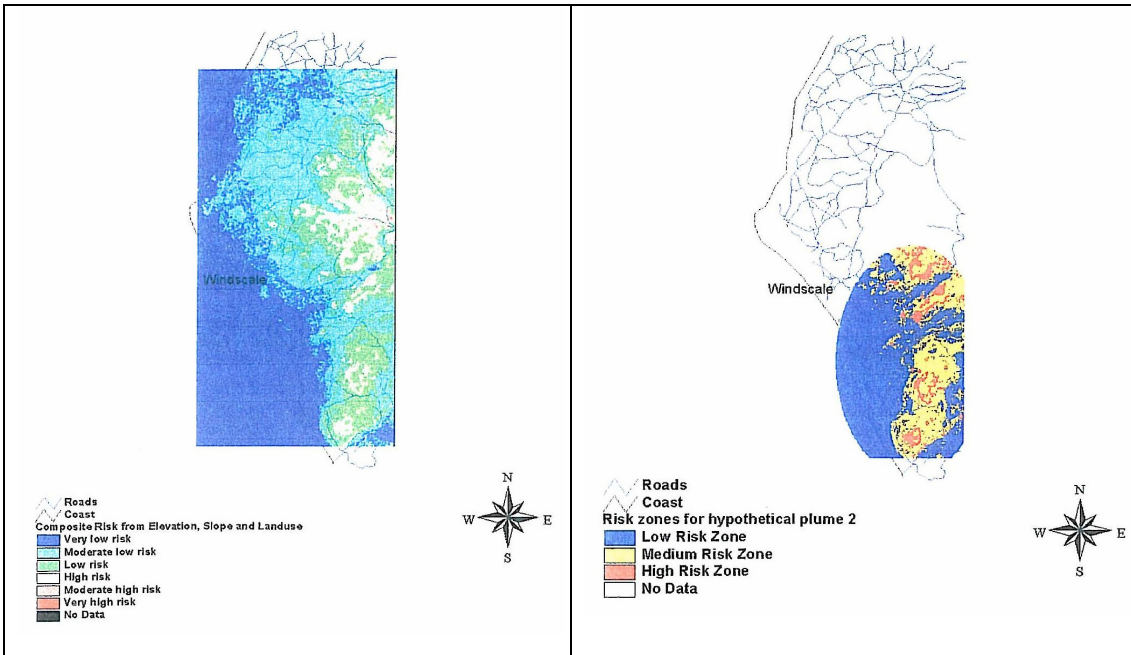 Windscale
Roads
Coast
Composite Risk from Elevation, Slope and Landuse
Very low risk
Moderate low risk
Low risk
High risk
Moderate high risk
Very high risk
No Data
N
W
E
S
Windscale
Roads
Coast
Risk zones for hypothetical plume 2
Low Risk Zone
Medium Risk Zone
High Risk Zone
No Data
N
W
E
S